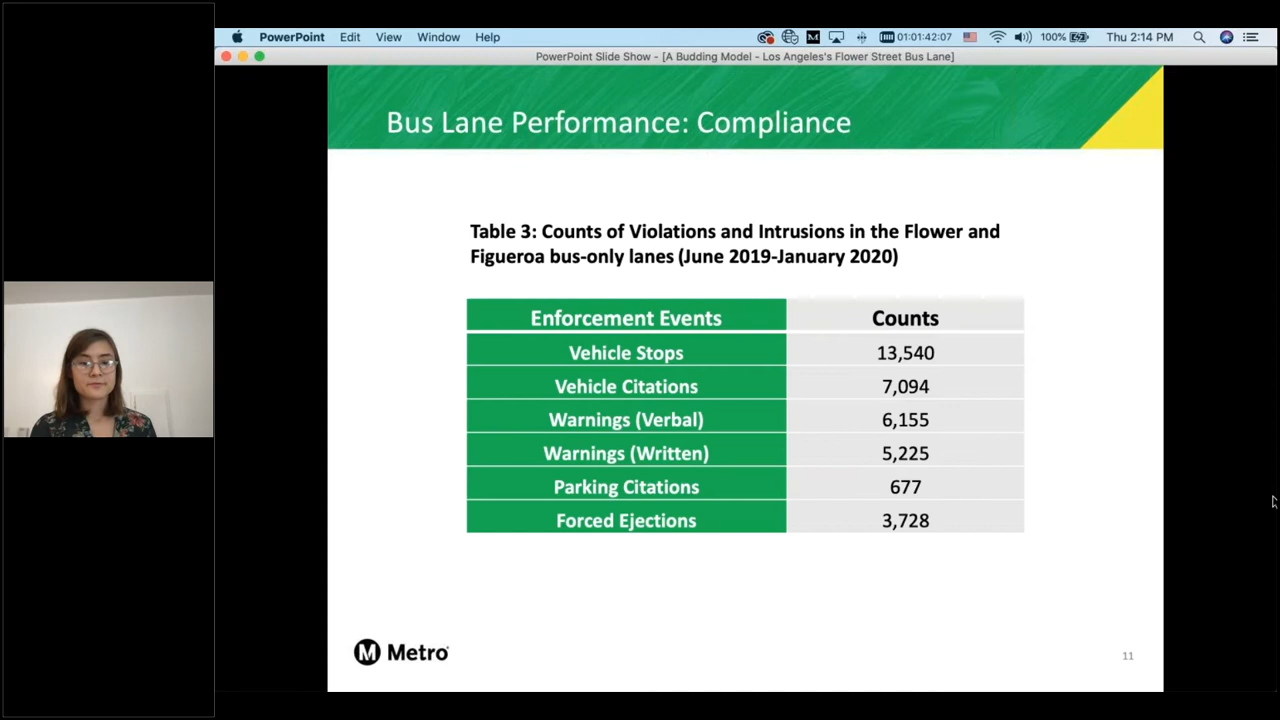 PowerPoint Edit View Window Help 01:01:42:07 100% Thu 2:14 PM
PowerPoint Slide Show - [A Budding Model - Los Angeles's Flower Street Bus Lane]
Bus Lane Performance: Compliance
Table 3: Counts of Violations and Intrusions in the Flower and
Figueroa bus-only lanes (June 2019-January 2020)
Enforcement Events Counts
Vehicle Stops 13,540
Vehicle Citations 7,094
Warnings (Verbal) 6,155
Warnings (Written) 5,225
Parking Citations 677
Forced Ejections 3,728
M Metro
11